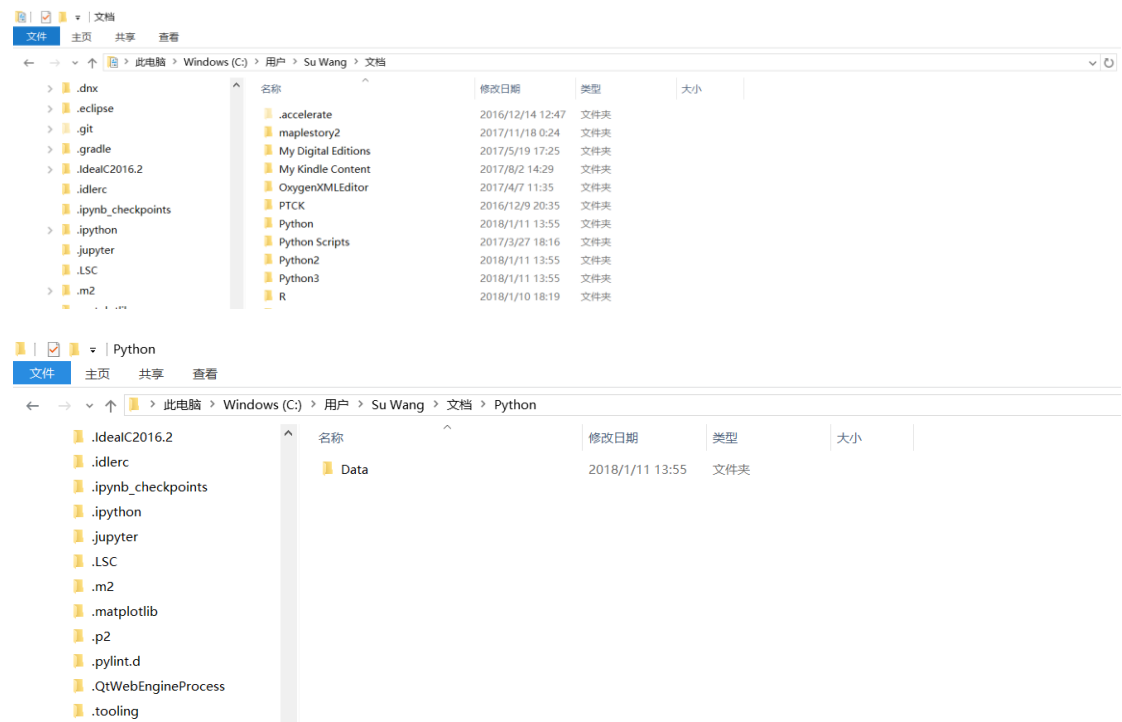 文档
文件 主页 共享 查看
此电脑 > Windows (C:) > 用户 > Su Wang > 文档
.dnx
.eclipse
.git
.gradle
.IdeaIC2016.2
.idlerc
.ipynb_checkpoints
.ipython
.jupyter
.LSC
.m2
名称 修改日期 类型 大小
.accelerate 2016/12/14 12:47 文件夹
maplestory2 2017/11/18 0:24 文件夹
My Digital Editions 2017/5/19 17:25 文件夹
My Kindle Content 2017/8/2 14:29 文件夹
OxygenXMLEditor 2017/4/7 11:35 文件夹
PTCK 2016/12/9 20:35 文件夹
Python 2018/1/11 13:55 文件夹
Python Scripts 2017/3/27 18:16 文件夹
Python2 2018/1/11 13:55 文件夹
Python3 2018/1/11 13:55 文件夹
R 2018/1/10 18:19 文件夹
Python
文件 主页 共享 查看
此电脑 > Windows (C:) > 用户 > Su Wang > 文档 > Python
.IdeaIC2016.2
.idlerc
.ipynb_checkpoints
.ipython
.jupyter
.LSC
.m2
.matplotlib
.p2
.pylint.d
.QtWebEngineProcess
.tooling
名称 修改日期 类型 大小
Data 2018/1/11 13:55 文件夹